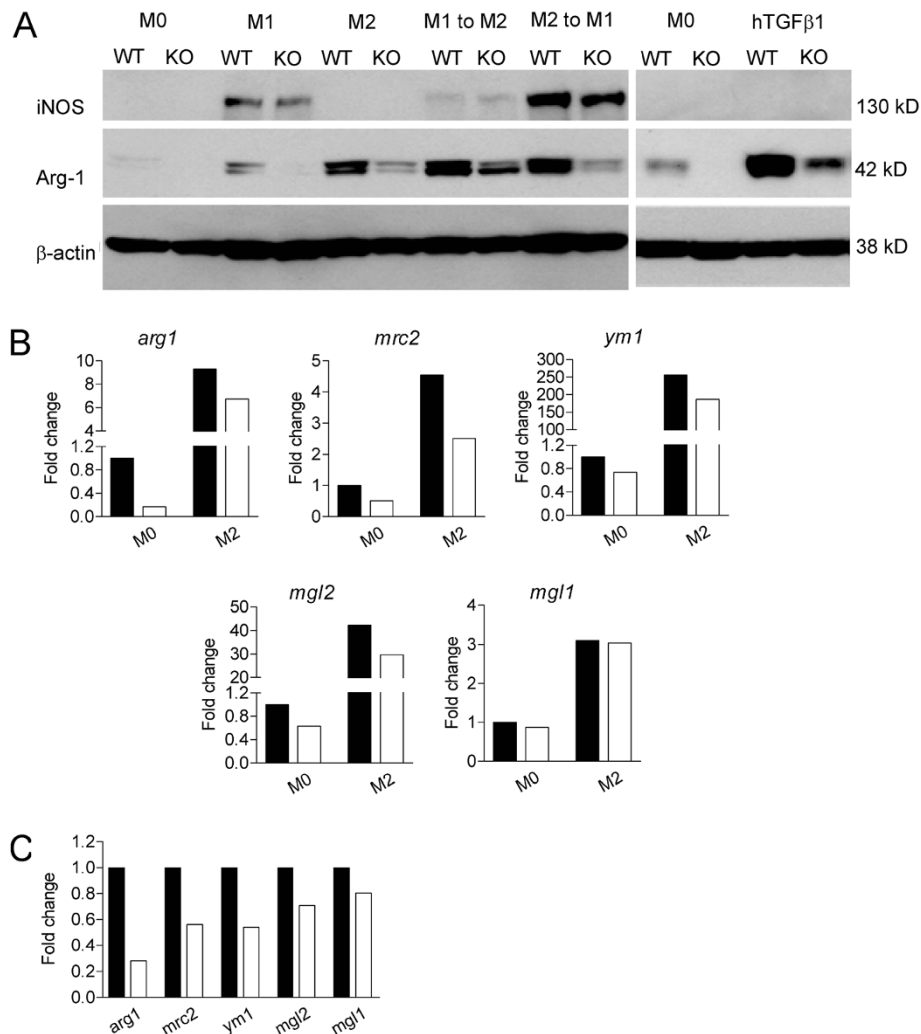 A
M0 M1 M2 M1 to M2 M2 to M1 M0 hTGFβ1
WT KO WT KO WT KO WT KO WT KO WT KO WT KO
iNOS 130 kD
Arg-1 42 kD
β-actin 38 kD
B
arg1 mrc2 ym1
Fold change
10
8
6
4
1.2
0.8
0.4
0.0
M0 M2
Fold change
5
4
3
2
1
0
M0 M2
Fold change
300
250
200
150
100
50
1.2
0.8
0.4
0.0
M0 M2
mgl2 mgl1
Fold change
50
40
30
20
1.2
0.8
0.4
0.0
M0 M2
Fold change
4
3
2
1
0
M0 M2
C
Fold change
1.2
1.0
0.8
0.6
0.4
0.2
0.0
arg1 mrc2 ym1 mgl2 mgl1